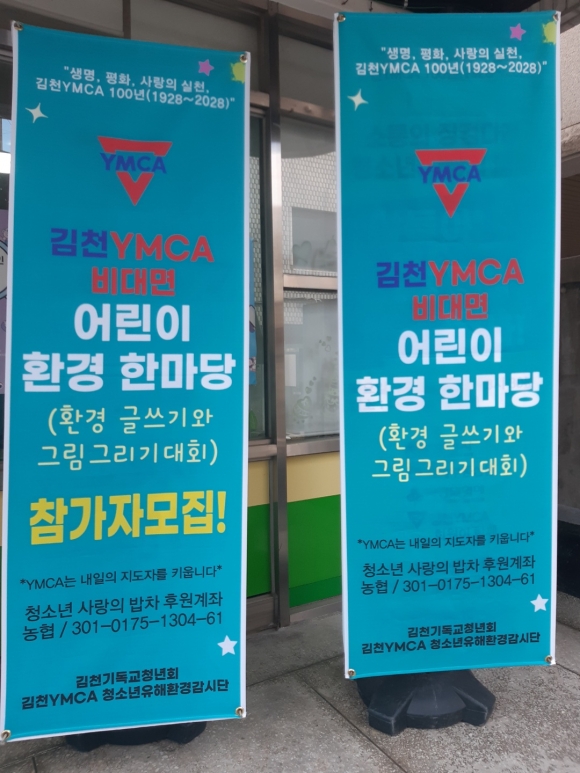 "생명, 평화, 사랑의 실천,
김천YMCA 100년(1928~2028)"
YMCA
김천YMCA
비대면
어린이
환경 한마당
(환경 글쓰기와
그림그리기대회)
참가자모집!
*YMCA는 내일의 지도자를 키웁니다*
청소년 사랑의 밥차 후원계좌
농협 / 301-0175-1304-61
김천기독교청년회
김천YMCA 청소년유해환경감시단
"생명, 평화, 사랑의 실천,
김천YMCA 100년(1928~2028)"
YMCA
김천YMCA
비대면
어린이
환경 한마당
(환경 글쓰기와
그림그리기대회)
*YMCA는 내일의 지도자를 키웁니다*
청소년 사랑의 밥차 후원계좌
농협 / 301-0175-1304-61
김천기독교청년회
김천YMCA 청소년유해환경감시단